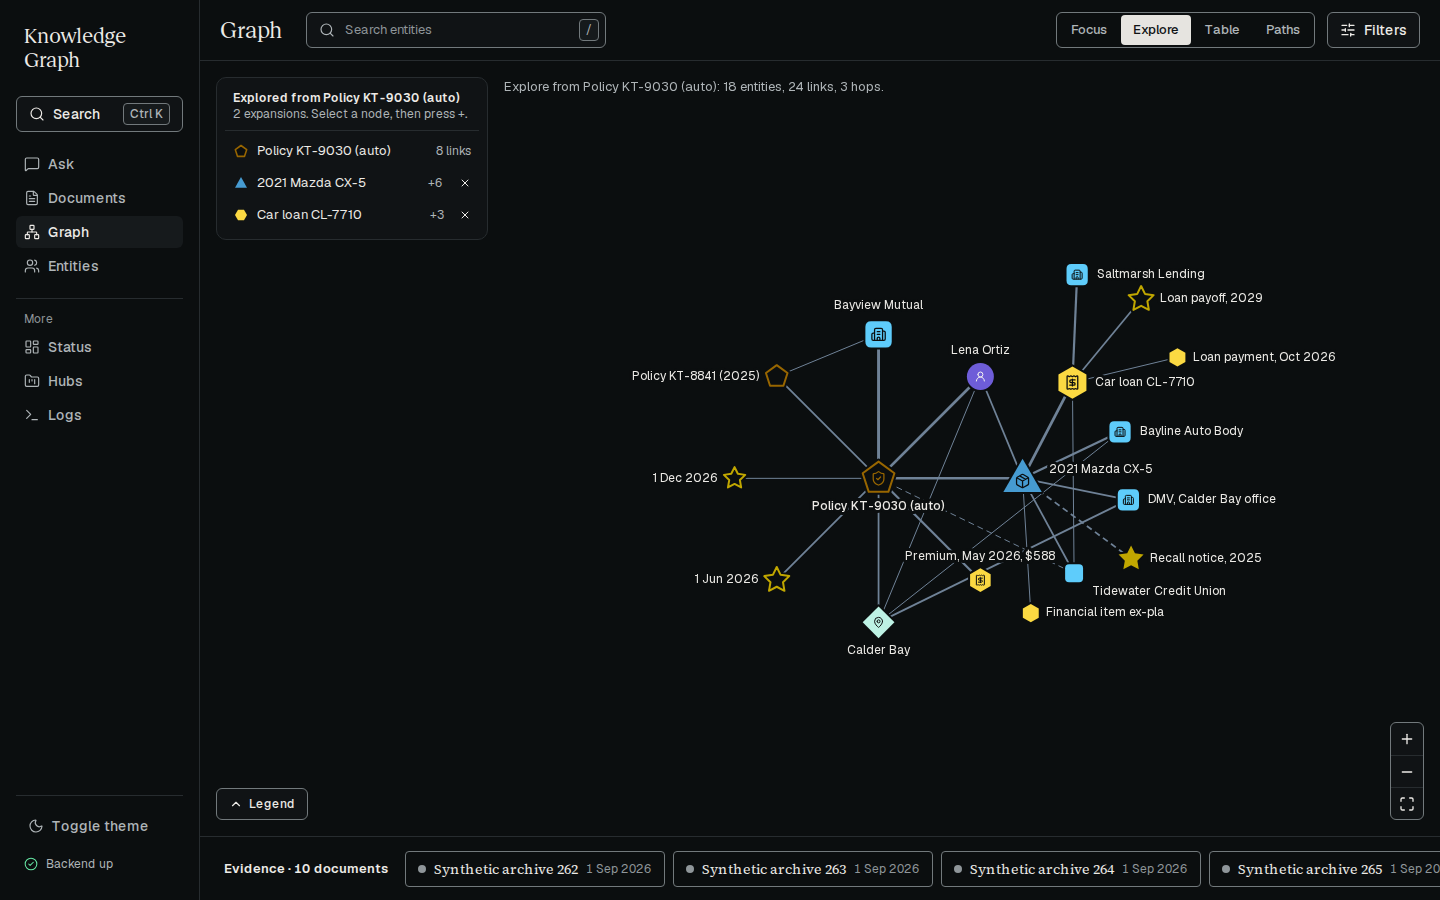 Knowledge
Graph
Search
Ctrl K
Ask
Documents
Graph
Entities
More
Status
Hubs
Logs
Toggle theme
Backend up
Graph
Search entities
/
Focus
Explore
Table
Paths
Filters
Explored from Policy KT-9030 (auto)
2 expansions. Select a node, then press +.
Policy KT-9030 (auto)
8 links
2021 Mazda CX-5
+6
Car loan CL-7710
+3
Explore from Policy KT-9030 (auto): 18 entities, 24 links, 3 hops.
Saltmarsh Lending
Loan payoff, 2029
Bayview Mutual
Lena Ortiz
Loan payment, Oct 2026
Policy KT-8841 (2025)
Car loan CL-7710
Bayline Auto Body
2021 Mazda CX-5
1 Dec 2026
DMV, Calder Bay office
Policy KT-9030 (auto)
Premium, May 2026, $588
Recall notice, 2025
1 Jun 2026
Tidewater Credit Union
Financial item ex-pla
Calder Bay
Legend
Evidence · 10 documents
Synthetic archive 262 1 Sep 2026
Synthetic archive 263 1 Sep 2026
Synthetic archive 264 1 Sep 2026
Synthetic archive 265 1 Sep 20